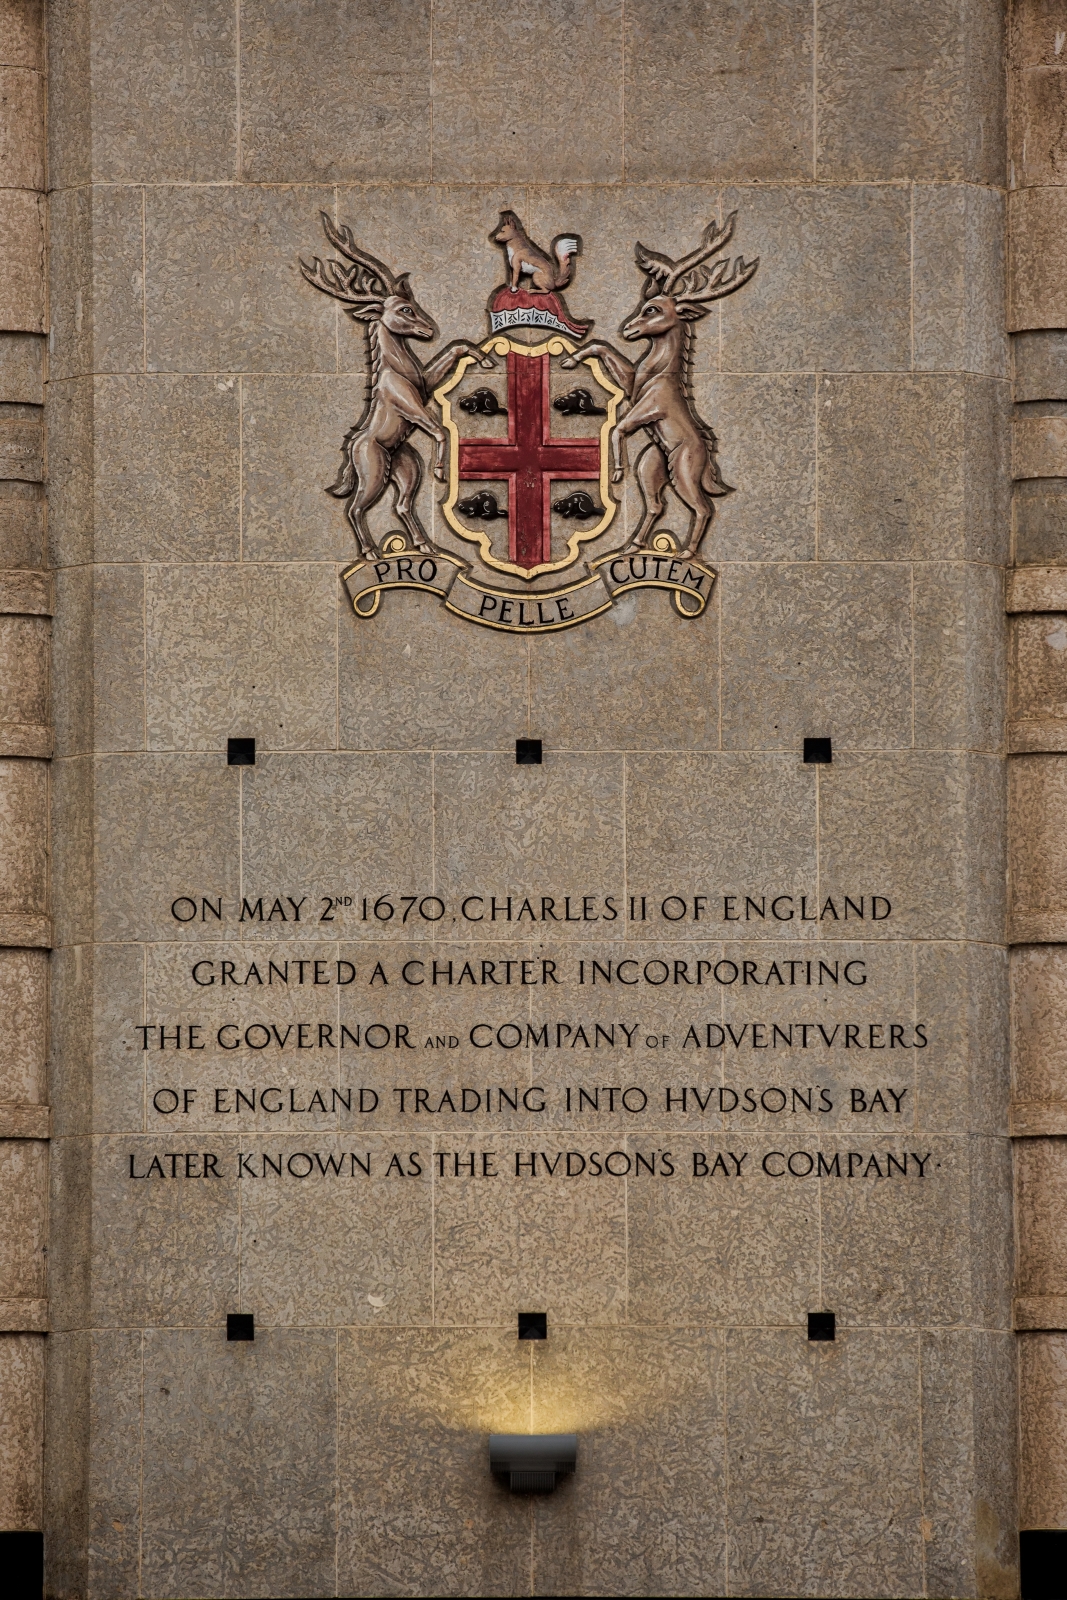 PRO PELLE CUTEM
ON MAY 2ND 1670, CHARLES II OF ENGLAND
GRANTED A CHARTER INCORPORATING
THE GOVERNOR AND COMPANY OF ADVENTVRERS
OF ENGLAND TRADING INTO HVDSON'S BAY
LATER KNOWN AS THE HVDSON'S BAY COMPANY·